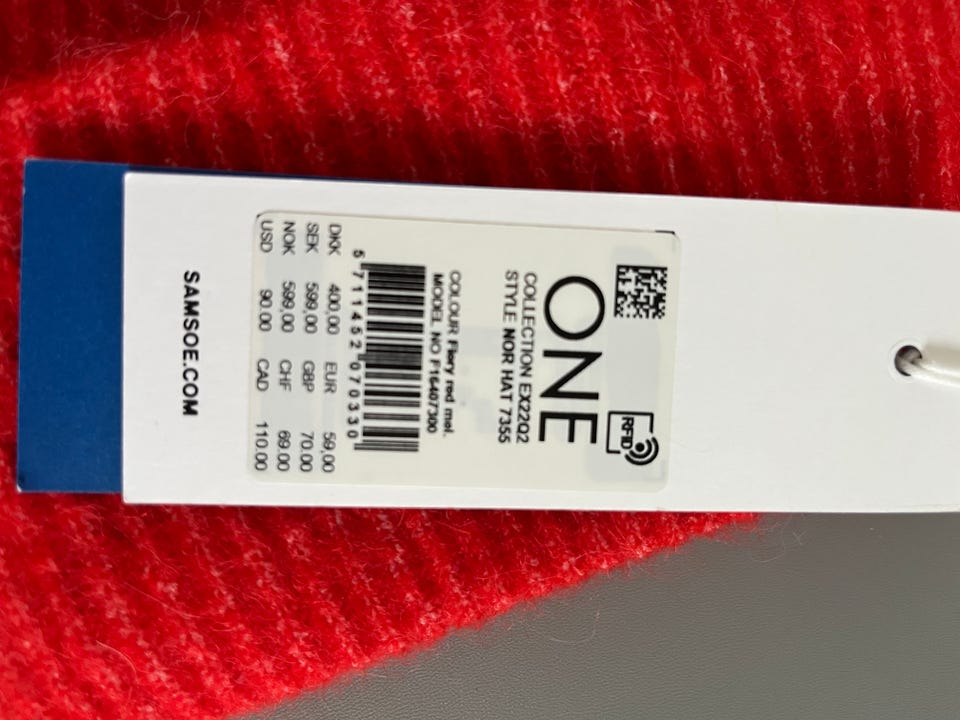 RFID
ONE
COLLECTION EX22Q2
STYLE NOR HAT 7355
COLOUR Fiery red mel.
MODEL NO F16407300
5 711452 070330
DKK 400,00 EUR 59,00
SEK 599,00 GBP 70.00
NOK 599,00 CHF 69.00
USD 90.00 CAD 110.00
SAMSOE.COM